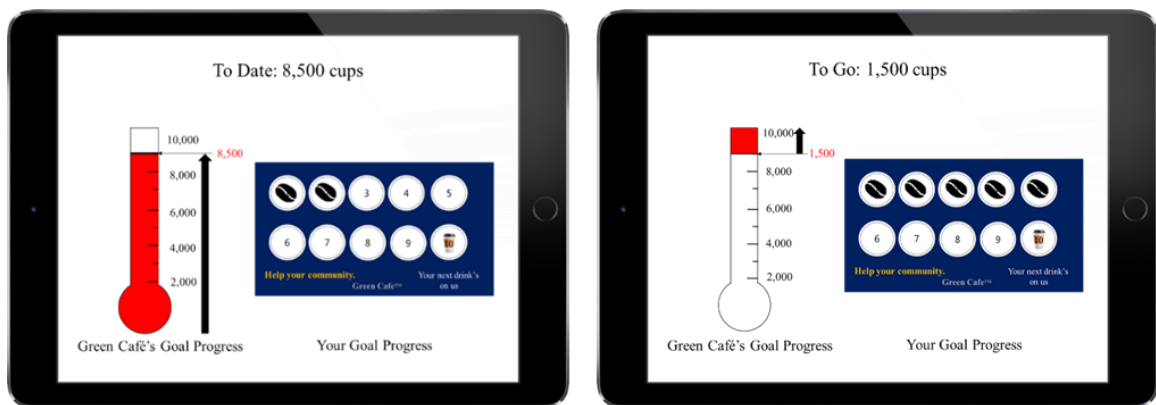 To Date: 8,500 cups
10,000
8,500
8,000
6,000
4,000
2,000
3 4 5
6 7 8 9 10
Help your community.
Your next drink's
on us
Green Cafe™
Green Café's Goal Progress
Your Goal Progress
To Go: 1,500 cups
10,000
1,500
8,000
6,000
4,000
2,000
6 7 8 9 10
Help your community.
Your next drink's
on us
Green Cafe™
Green Café's Goal Progress
Your Goal Progress